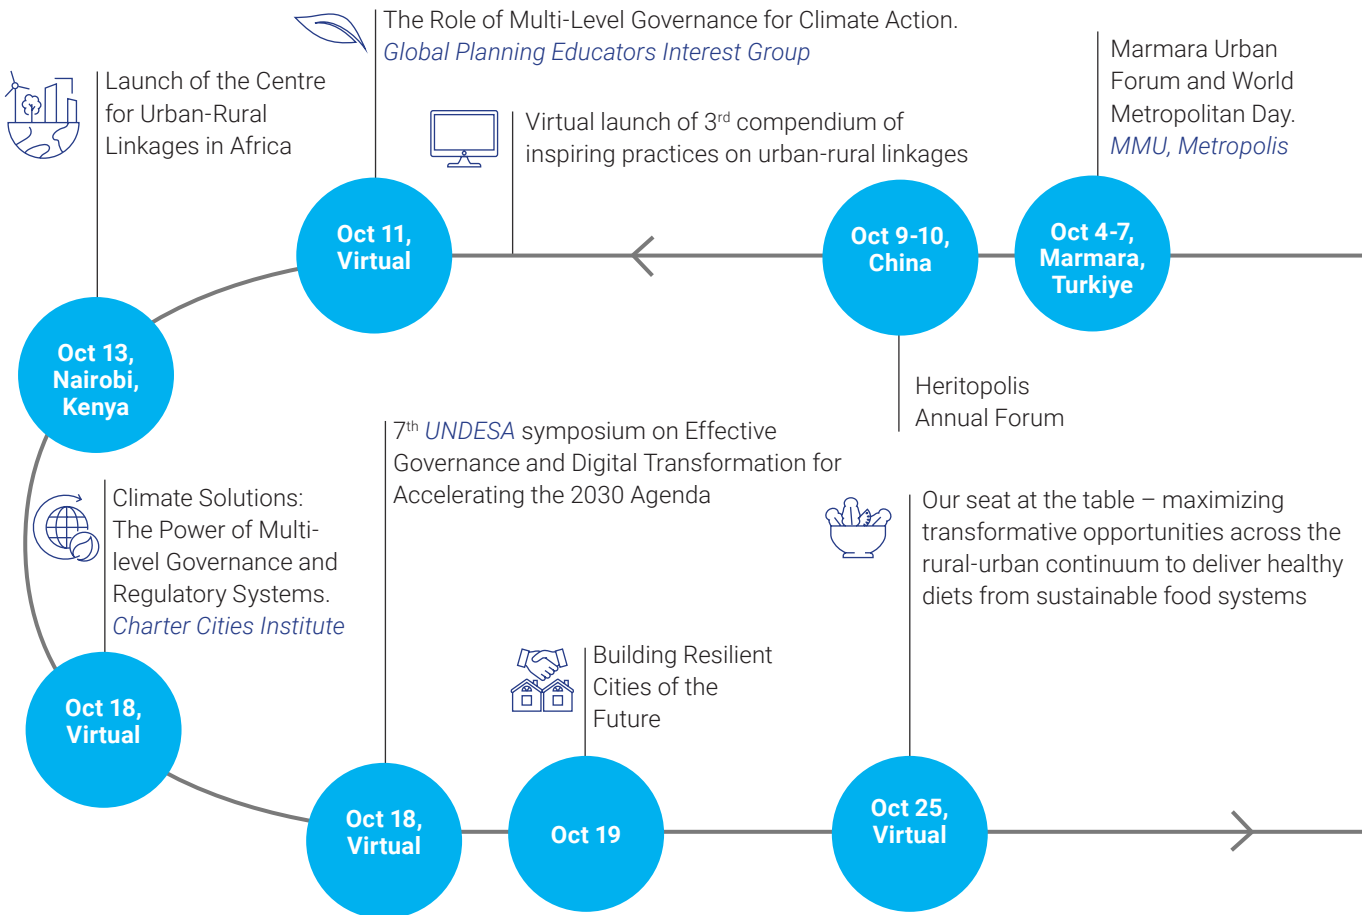 The Role of Multi-Level Governance for Climate Action.
Global Planning Educators Interest Group
Marmara Urban
Forum and World
Metropolitan Day.
MMU, Metropolis
Launch of the Centre
for Urban-Rural
Linkages in Africa
Virtual launch of 3rd compendium of
inspiring practices on urban-rural linkages
Oct 11,
Virtual
Oct 9-10,
China
Oct 4-7,
Marmara,
Turkiye
Oct 13,
Nairobi,
Kenya
Heritopolis
Annual Forum
7th UNDESA symposium on Effective
Governance and Digital Transformation for
Accelerating the 2030 Agenda
Climate Solutions:
The Power of Multi-
level Governance and
Regulatory Systems.
Charter Cities Institute
Our seat at the table – maximizing
transformative opportunities across the
rural-urban continuum to deliver healthy
diets from sustainable food systems
Building Resilient
Cities of the
Future
Oct 18,
Virtual
Oct 18,
Virtual
Oct 19
Oct 25,
Virtual